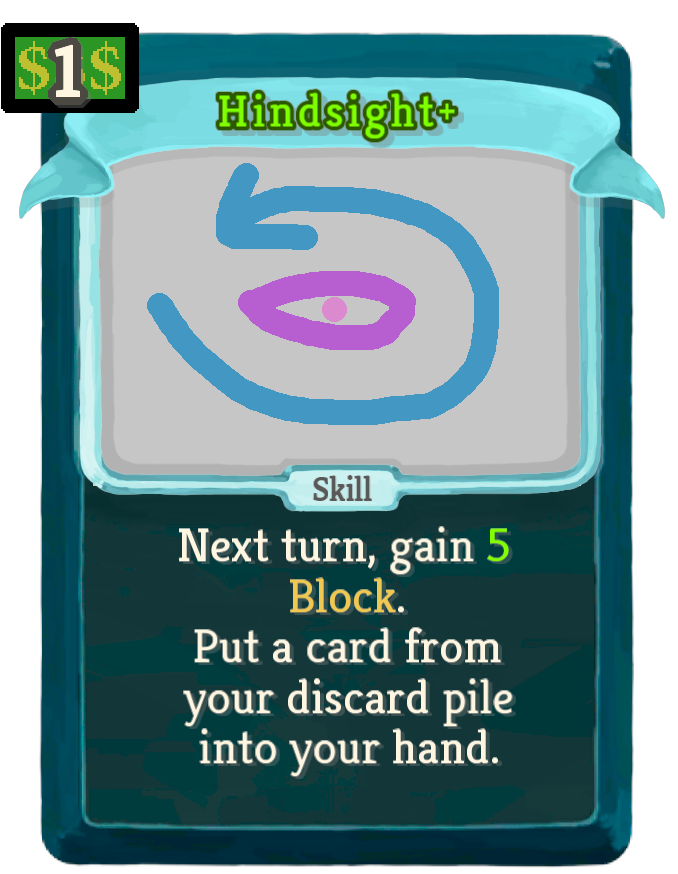 $1$
Hindsight+
Skill
Next turn, gain 5
Block.
Put a card from
your discard pile
into your hand.